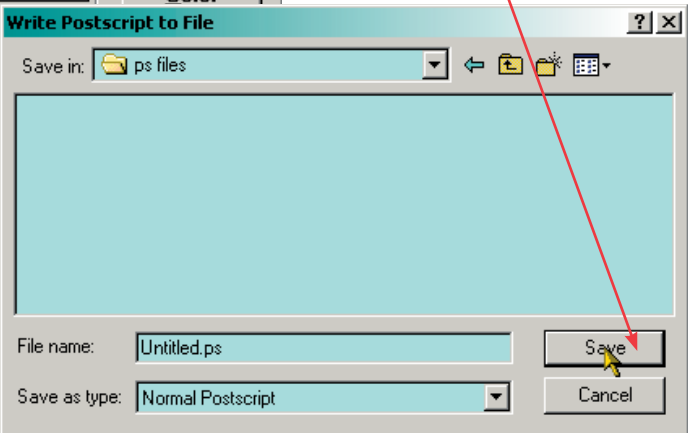 Write Postscript to File
Save in: ps files
File name: Untitled.ps
Save
Save as type: Normal Postscript
Cancel